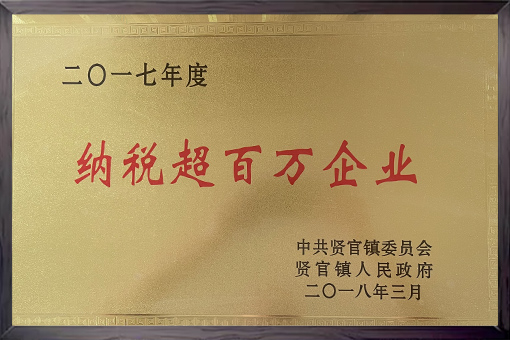 二〇一七年度
纳税超百万企业
中共贤官镇委员会
贤官镇人民政府
二〇一八年三月